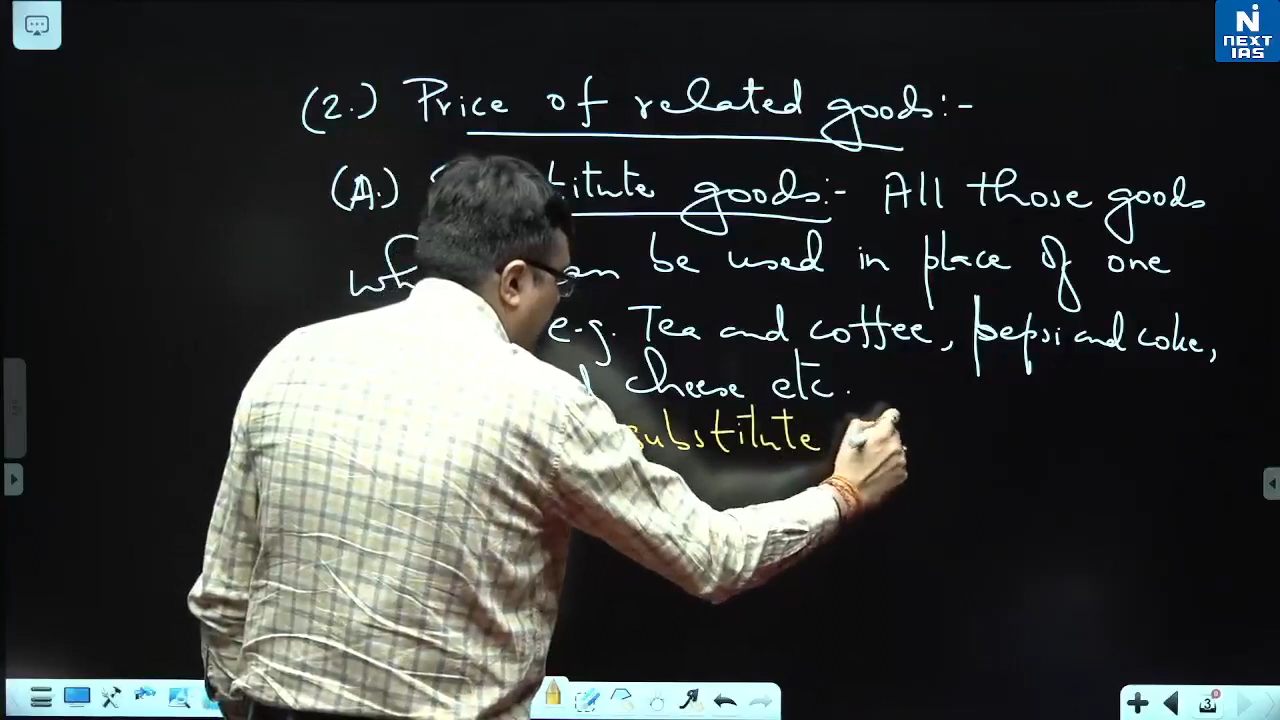 NEXT IAS
(2.) Price of related goods:-
(A.) goods:- All those goods
be used in place of one
e.g. Tea and coffee, pepsi and coke,
cheese etc.
substitute
3